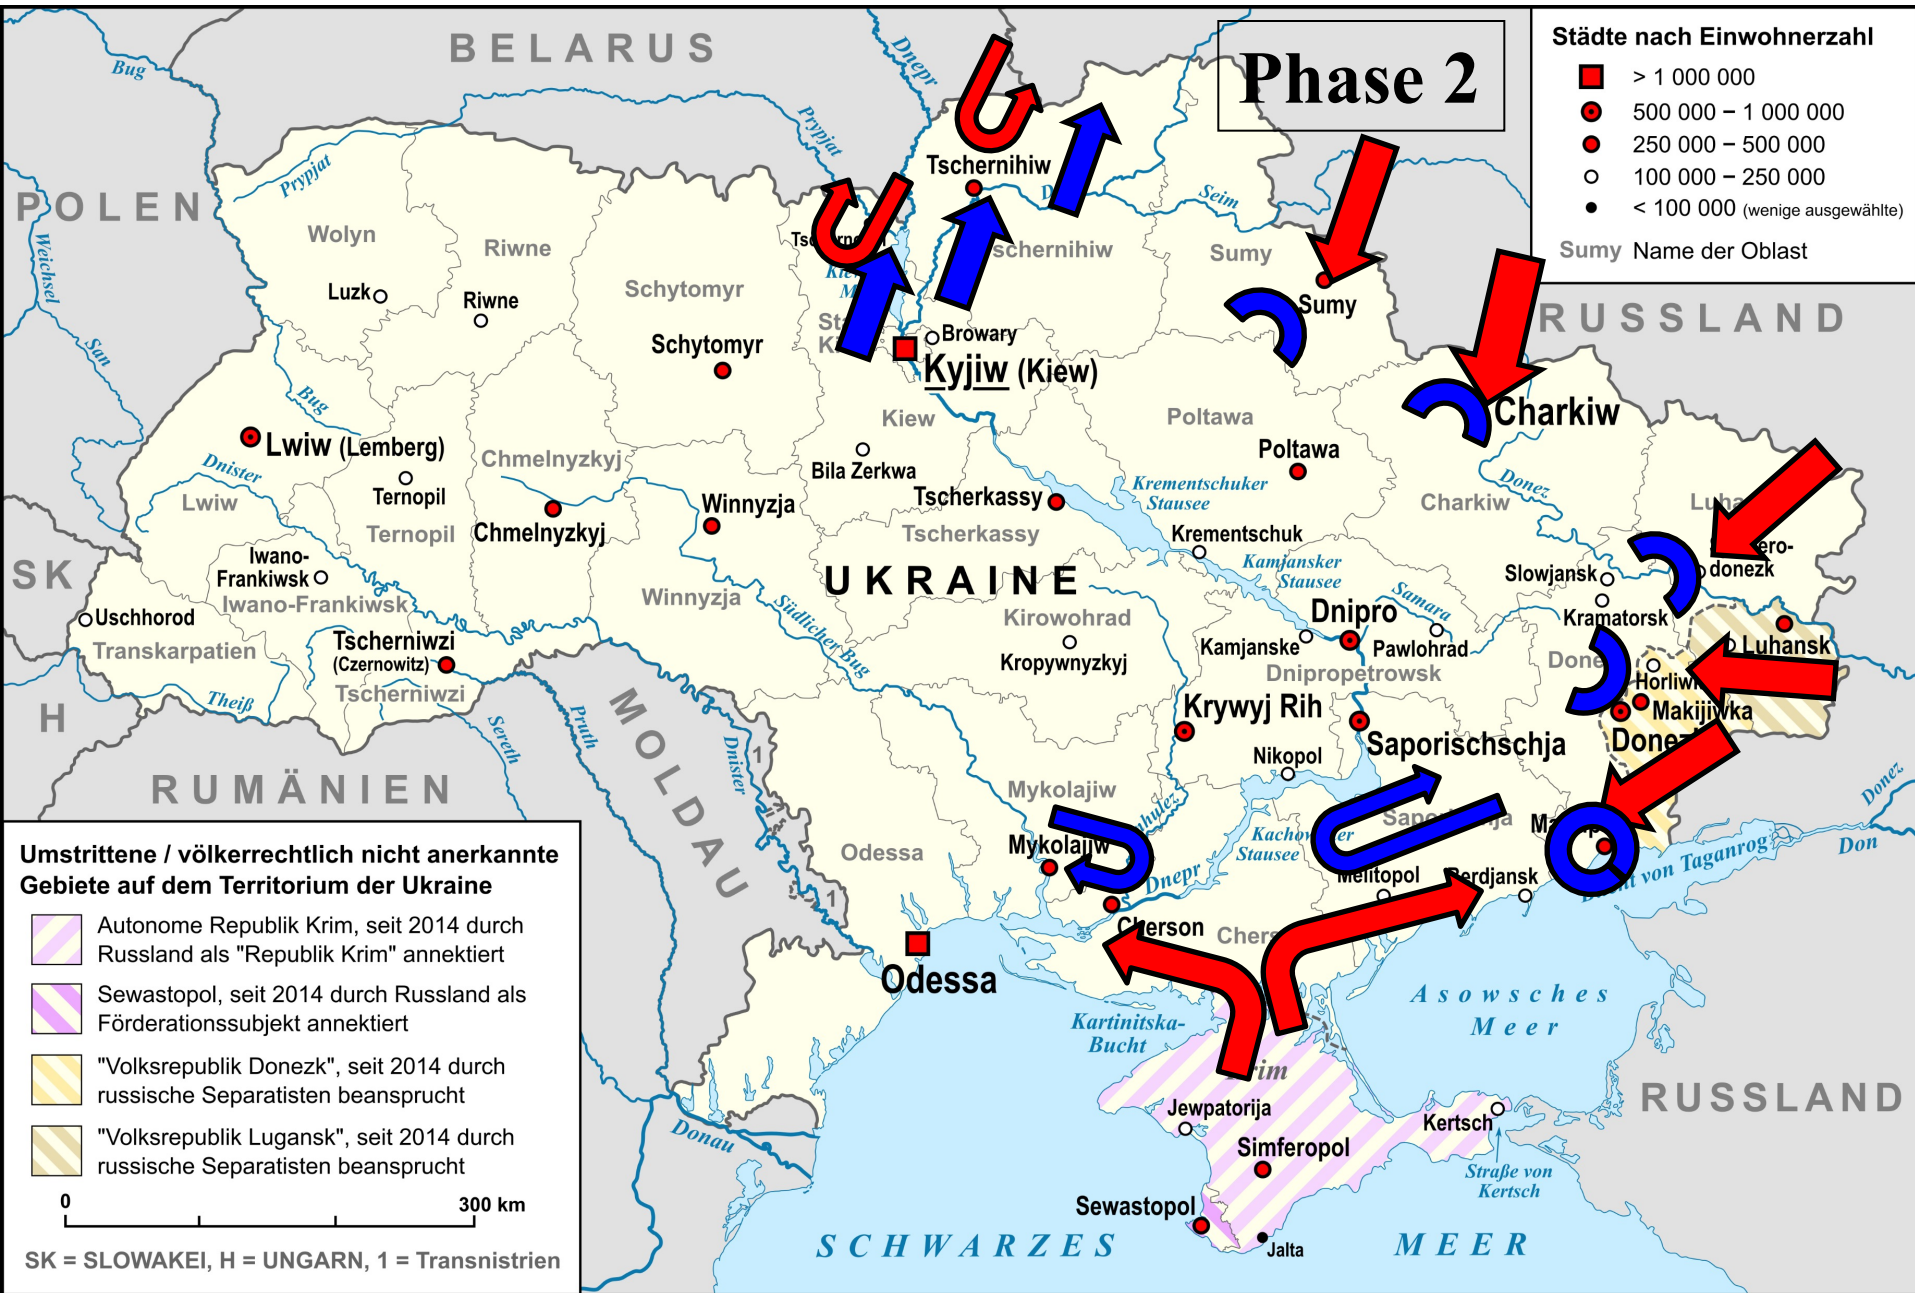 BELARUS
Phase 2
Städte nach Einwohnerzahl
> 1 000 000
500 000 – 1 000 000
250 000 – 500 000
100 000 – 250 000
< 100 000 (wenige ausgewählte)
Sumy Name der Oblast
Bug
Dnepr
Prypjat
Prypjat
POLEN
Weichsel
San
Bug
Tschernihiw
Seim
Wolyn
Riwne
Schytomyr
Sumy
Luzk
Riwne
Schytomyr
Browary
Kyjiw (Kiew)
Sumy
RUSSLAND
Charkiw
Lwiw (Lemberg)
Dnister
Lwiw
Ternopil
Ternopil
Chmelnyzkyj
Chmelnyzkyj
Winnyzja
Winnyzja
Kiew
Bila Zerkwa
Tscherkassy
Tscherkassy
Poltawa
Poltawa
Krementschuker
Stausee
Krementschuk
Kamjansker
Stausee
Charkiw
Donez
donezk
Slowjansk
Kramatorsk
SK
Iwano-
Frankiwsk
Iwano-Frankiwsk
Uschhorod
Transkarpatien
Tscherniwzi
(Czernowitz)
Tscherniwzi
Theiß
H
UKRAINE
Südlicher Bug
Kirowohrad
Kropywnyzkyj
Dnipro
Samara
Kamjanske
Pawlohrad
Dnipropetrowsk
Luhansk
Makijiwka
Krywyj Rih
Saporischschja
Nikopol
Sereth
Pruth
MOLDAU
Dnister
1
1
RUMÄNIEN
Mykolajiw
Mykolajiw
Odessa
Odessa
Dnepr
Stausee
Melitopol
Berdjansk
Donez
Don
Cherson
Kartinitska-
Bucht
Asowsches
Meer
RUSSLAND
Jewpatorija
Simferopol
Kertsch
Straße von
Kertsch
Sewastopol
Jalta
Donau
SCHWARZES MEER
Umstrittene / völkerrechtlich nicht anerkannte
Gebiete auf dem Territorium der Ukraine
Autonome Republik Krim, seit 2014 durch
Russland als "Republik Krim" annektiert
Sewastopol, seit 2014 durch Russland als
Förderationssubjekt annektiert
"Volksrepublik Donezk", seit 2014 durch
russische Separatisten beansprucht
"Volksrepublik Lugansk", seit 2014 durch
russische Separatisten beansprucht
0 300 km
SK = SLOWAKEI, H = UNGARN, 1 = Transnistrien